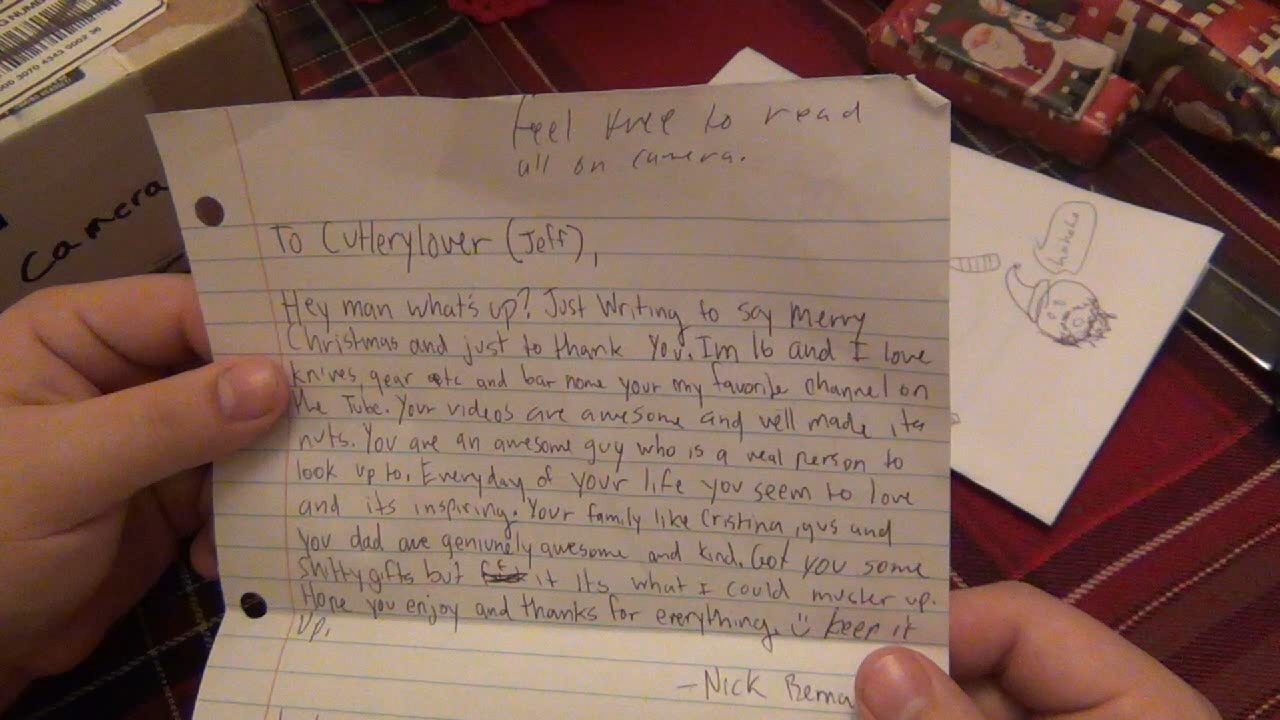 feel free to read
all on camera.
To Cutlerylover (Jeff),
Hey man what's up? Just Writing to say merry
Christmas and just to thank you. Im 16 and I love
knives, gear etc and bar none your my favorite channel on
the Tube. Your videos are awesome and well made, its
nuts. You are an awesome guy who is a real person to
look up to. Everyday of your life you seem to love
and its inspiring. Your family like Cristina, gus and
you dad are geniunely awesome and kind. Got you some
shitty gifts but it its what I could muster up.
Hope you enjoy and thanks for everything. keep it
up.
-Nick
Camera
hahaha
3070 4343 0002 36